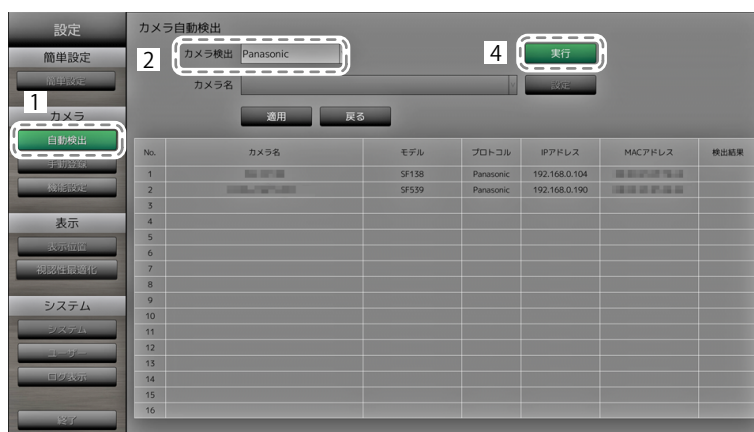 設定
簡単設定
簡単設定
1
カメラ
自動検出
手動登録
機能設定
表示
表示位置
視認性最適化
システム
システム
ユーザー
ログ表示
終了
カメラ自動検出
2 カメラ検出 Panasonic 4 実行
カメラ名 設定
適用 戻る
No. カメラ名 モデル プロトコル IPアドレス MACアドレス 検出結果
1 SF138 Panasonic 192.168.0.104
2 SF539 Panasonic 192.168.0.190
3
4
5
6
7
8
9
10
11
12
13
14
15
16